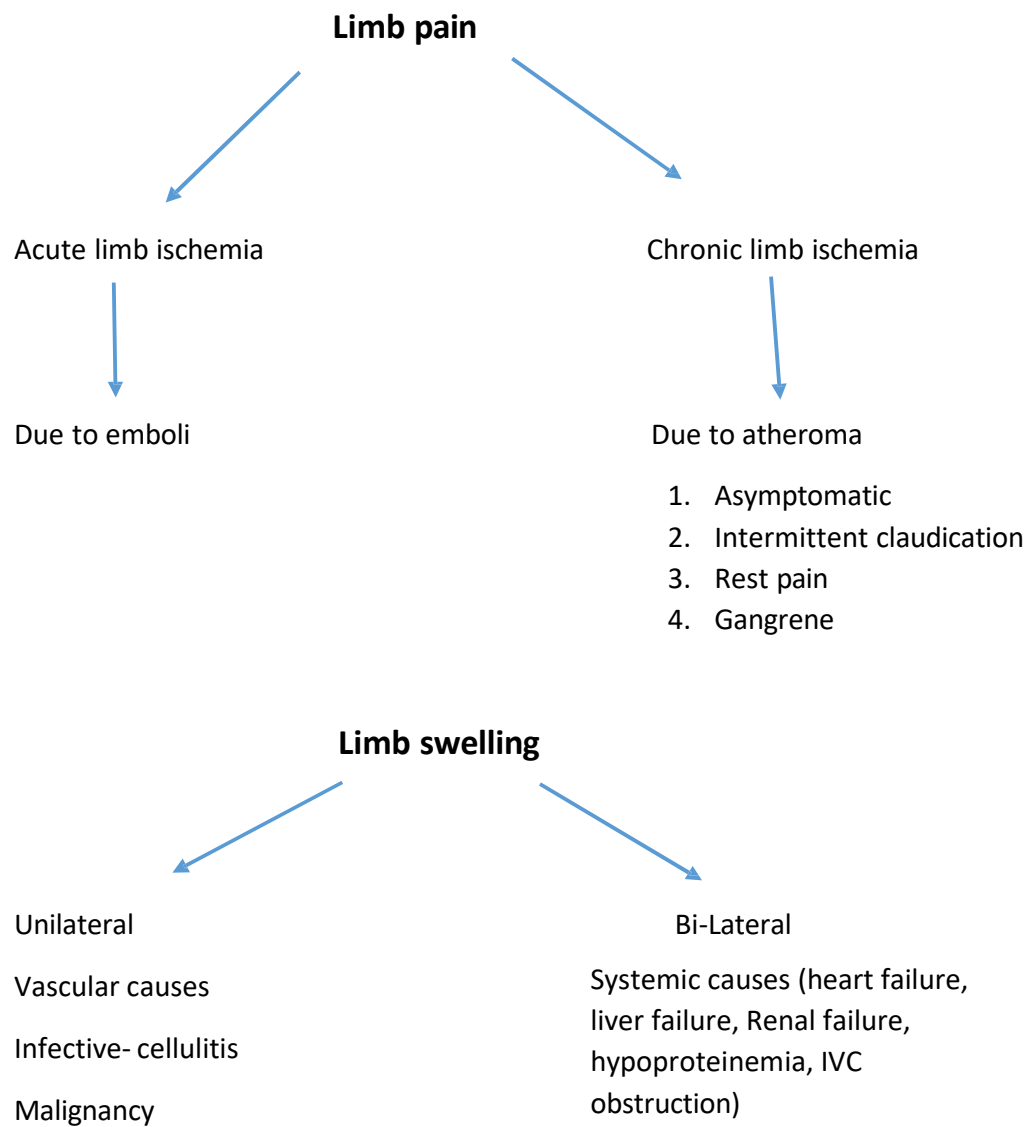 Limb pain
Acute limb ischemia
Chronic limb ischemia
Due to emboli
Due to atheroma
1. Asymptomatic
2. Intermittent claudication
3. Rest pain
4. Gangrene
Limb swelling
Unilateral
Vascular causes
Infective- cellulitis
Malignancy
Bi-Lateral
Systemic causes (heart failure,
liver failure, Renal failure,
hypoproteinemia, IVC
obstruction)